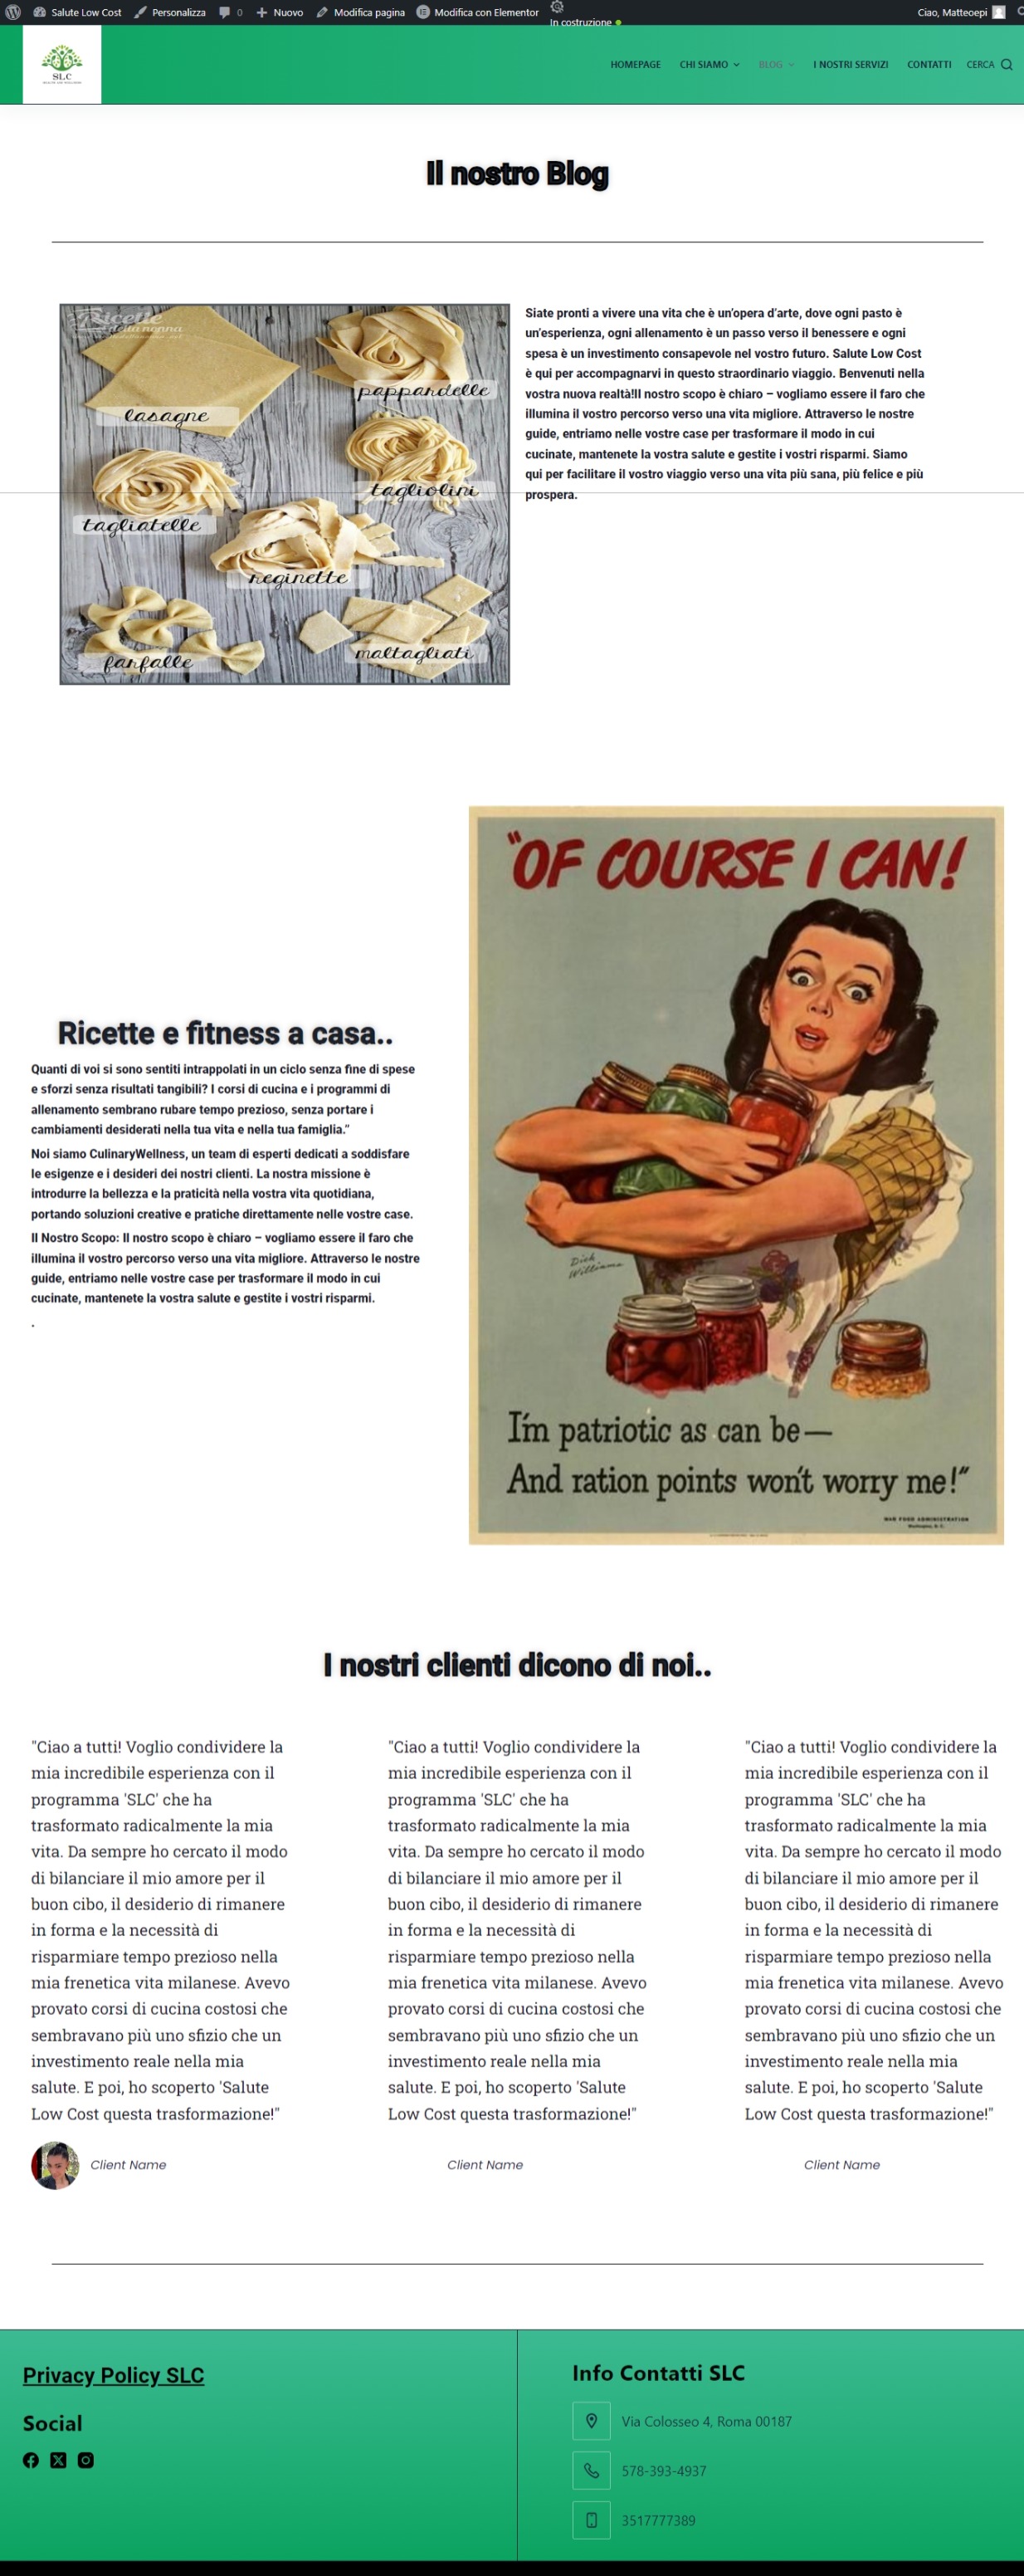 Salute Low Cost Personalizza 0 Nuovo Modifica pagina Modifica con Elementor In costruzione Ciao, Matteoepi
SLC
HOMEPAGE CHI SIAMO BLOG I NOSTRI SERVIZI CONTATTI CERCA
Il nostro Blog
Ricette
della nonna
lasagne
pappardelle
tagliolini
tagliatelle
reginette
maltagliati
farfalle
Siate pronti a vivere una vita che è un'opera d'arte, dove ogni pasto è
un'esperienza, ogni allenamento è un passo verso il benessere e ogni
spesa è un investimento consapevole nel vostro futuro. Salute Low Cost
è qui per accompagnarvi in questo straordinario viaggio. Benvenuti nella
vostra nuova realtà!Il nostro scopo è chiaro – vogliamo essere il faro che
illumina il vostro percorso verso una vita migliore. Attraverso le nostre
guide, entriamo nelle vostre case per trasformare il modo in cui
cucinate, mantenete la vostra salute e gestite i vostri risparmi. Siamo
qui per facilitare il vostro viaggio verso una vita più sana, più felice e più
prospera.
"OF COURSE I CAN!
Dick
Williams
I'm patriotic as can be—
And ration points won't worry me!"
WAR FOOD ADMINISTRATION
Washington, D.C.
Ricette e fitness a casa..
Quanti di voi si sono sentiti intrappolati in un ciclo senza fine di spese
e sforzi senza risultati tangibili? I corsi di cucina e i programmi di
allenamento sembrano rubare tempo prezioso, senza portare i
cambiamenti desiderati nella tua vita e nella tua famiglia.”
Noi siamo CulinaryWellness, un team di esperti dedicati a soddisfare
le esigenze e i desideri dei nostri clienti. La nostra missione è
introdurre la bellezza e la praticità nella vostra vita quotidiana,
portando soluzioni creative e pratiche direttamente nelle vostre case.
Il Nostro Scopo: Il nostro scopo è chiaro – vogliamo essere il faro che
illumina il vostro percorso verso una vita migliore. Attraverso le nostre
guide, entriamo nelle vostre case per trasformare il modo in cui
cucinate, mantenete la vostra salute e gestite i vostri risparmi.
.
I nostri clienti dicono di noi..
"Ciao a tutti! Voglio condividere la
mia incredibile esperienza con il
programma 'SLC' che ha
trasformato radicalmente la mia
vita. Da sempre ho cercato il modo
di bilanciare il mio amore per il
buon cibo, il desiderio di rimanere
in forma e la necessità di
risparmiare tempo prezioso nella
mia frenetica vita milanese. Avevo
provato corsi di cucina costosi che
sembravano più uno sfizio che un
investimento reale nella mia
salute. E poi, ho scoperto 'Salute
Low Cost questa trasformazione!"
Client Name
"Ciao a tutti! Voglio condividere la
mia incredibile esperienza con il
programma 'SLC' che ha
trasformato radicalmente la mia
vita. Da sempre ho cercato il modo
di bilanciare il mio amore per il
buon cibo, il desiderio di rimanere
in forma e la necessità di
risparmiare tempo prezioso nella
mia frenetica vita milanese. Avevo
provato corsi di cucina costosi che
sembravano più uno sfizio che un
investimento reale nella mia
salute. E poi, ho scoperto 'Salute
Low Cost questa trasformazione!"
Client Name
"Ciao a tutti! Voglio condividere la
mia incredibile esperienza con il
programma 'SLC' che ha
trasformato radicalmente la mia
vita. Da sempre ho cercato il modo
di bilanciare il mio amore per il
buon cibo, il desiderio di rimanere
in forma e la necessità di
risparmiare tempo prezioso nella
mia frenetica vita milanese. Avevo
provato corsi di cucina costosi che
sembravano più uno sfizio che un
investimento reale nella mia
salute. E poi, ho scoperto 'Salute
Low Cost questa trasformazione!"
Client Name
Privacy Policy SLC
Social
Info Contatti SLC
Via Colosseo 4, Roma 00187
578-393-4937
3517777389